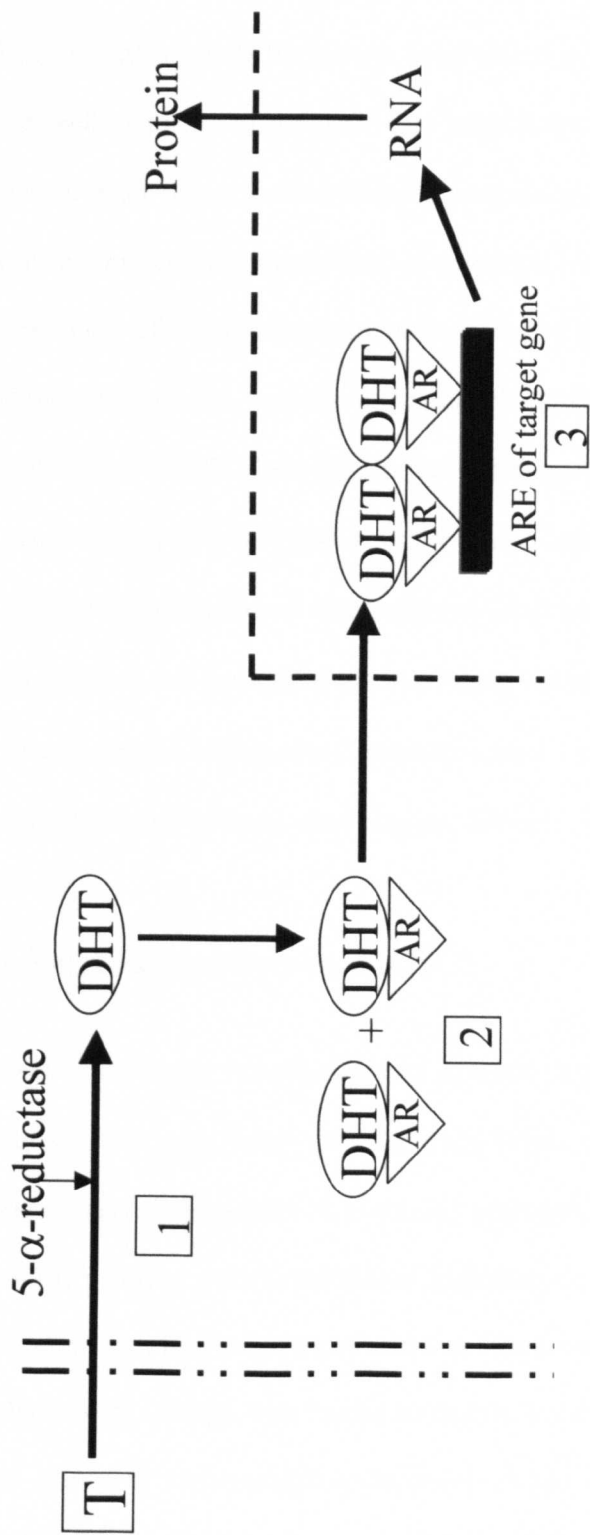 T
5-α-reductase
1
DHT
DHT
AR
+
DHT
AR
2
DHT
AR
DHT
AR
ARE of target gene
3
RNA
Protein